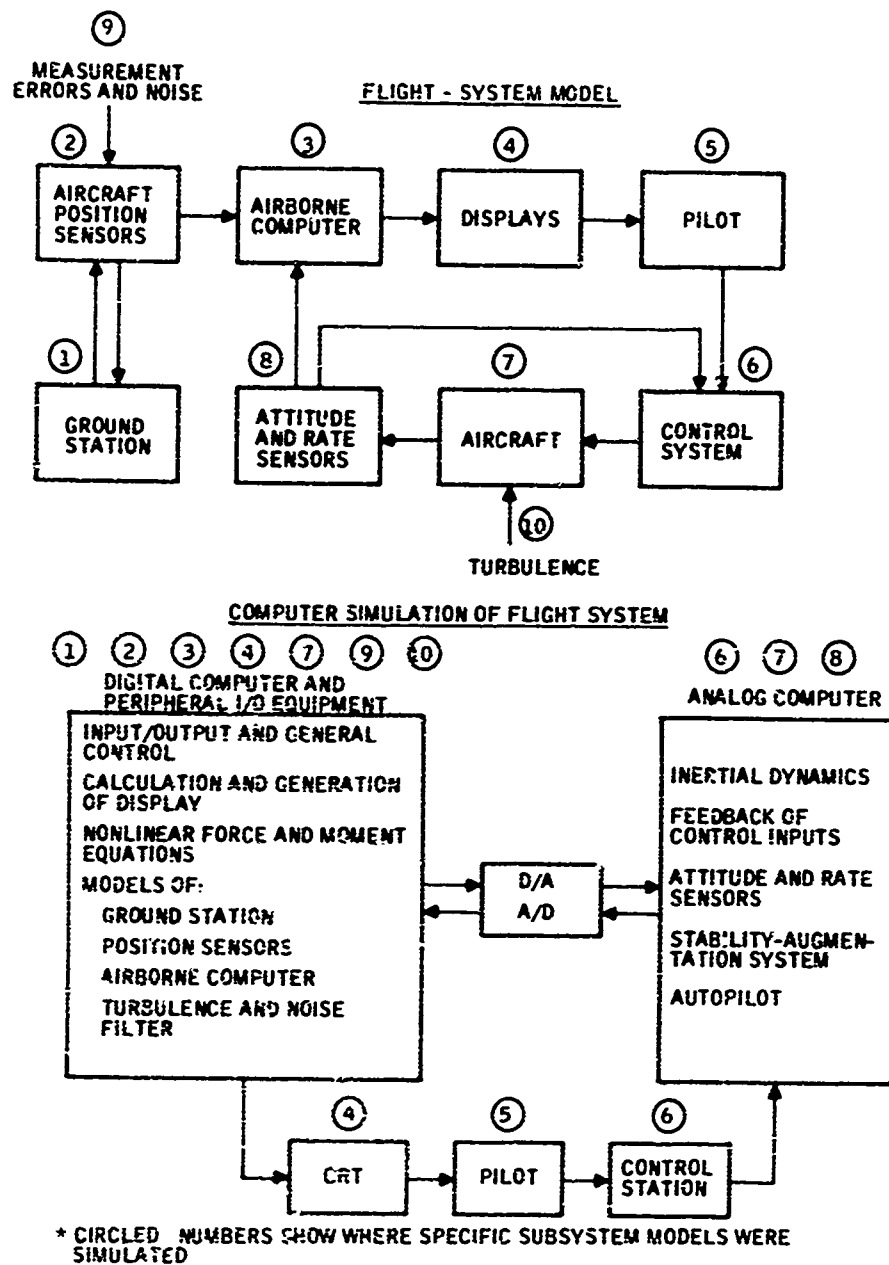 9
MEASUREMENT
ERRORS AND NOISE
FLIGHT - SYSTEM MODEL
2
3
4
5
AIRCRAFT
POSITION
SENSORS
AIRBORNE
COMPUTER
DISPLAYS
PILOT
1
8
7
6
GROUND
STATION
ATTITUDE
AND RATE
SENSORS
AIRCRAFT
CONTROL
SYSTEM
10
TURBULENCE
COMPUTER SIMULATION OF FLIGHT SYSTEM
1 2 3 4 7 9 10
6 7 8
DIGITAL COMPUTER AND
PERIPHERAL I/O EQUIPMENT
ANALOG COMPUTER
INPUT/OUTPUT AND GENERAL
CONTROL
CALCULATION AND GENERATION
OF DISPLAY
NONLINEAR FORCE AND MOMENT
EQUATIONS
MODELS OF:
GROUND STATION
POSITION SENSORS
AIRBORNE COMPUTER
TURBULENCE AND NOISE
FILTER
D/A
A/D
INERTIAL DYNAMICS
FEEDBACK OF
CONTROL INPUTS
ATTITUDE AND RATE
SENSORS
STABILITY-AUGMEN-
TATION SYSTEM
AUTOPILOT
4
5
6
CRT
PILOT
CONTROL
STATION
* CIRCLED NUMBERS SHOW WHERE SPECIFIC SUBSYSTEM MODELS WERE
SIMULATED